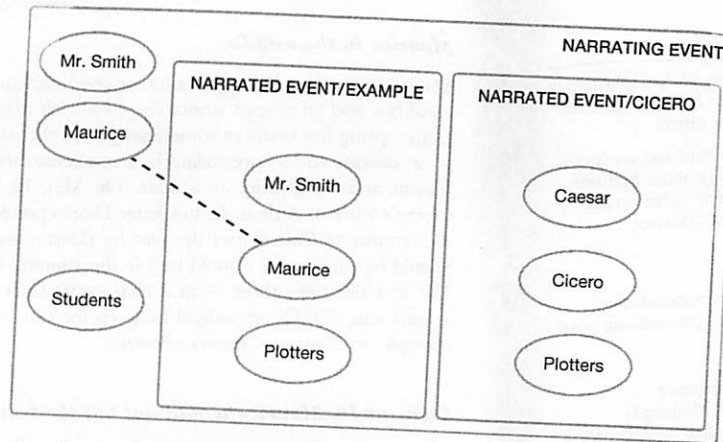 NARRATING EVENT
Mr. Smith
Maurice
Students
NARRATED EVENT/EXAMPLE
Mr. Smith
Maurice
Plotters
NARRATED EVENT/CICERO
Caesar
Cicero
Plotters